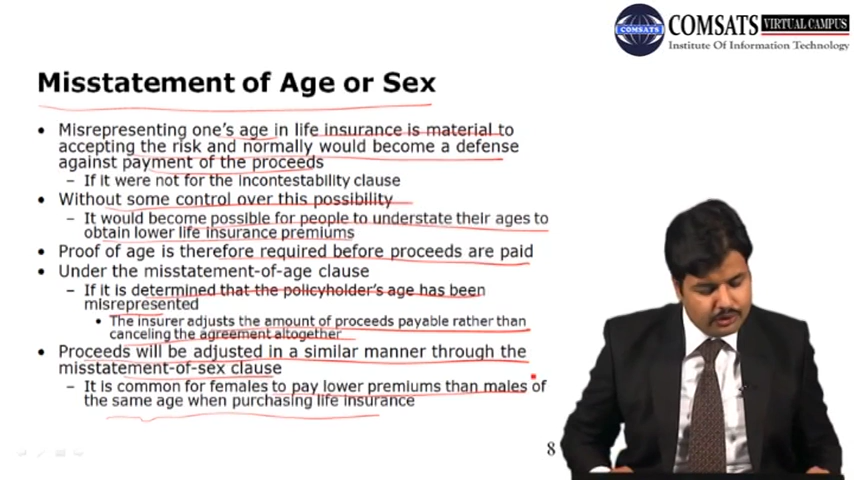 COMSATS VIRTUAL CAMPUS
COMSATS
Institute Of Information Technology
Misstatement of Age or Sex
• Misrepresenting one's age in life insurance is material to
accepting the risk and normally would become a defense
against payment of the proceeds
– If it were not for the incontestability clause
• Without some control over this possibility
– It would become possible for people to understate their ages to
obtain lower life insurance premiums
• Proof of age is therefore required before proceeds are paid
• Under the misstatement-of-age clause
– If it is determined that the policyholder's age has been
misrepresented
• The insurer adjusts the amount of proceeds payable rather than
canceling the agreement altogether
• Proceeds will be adjusted in a similar manner through the
misstatement-of-sex clause
– It is common for females to pay lower premiums than males of
the same age when purchasing life insurance
8